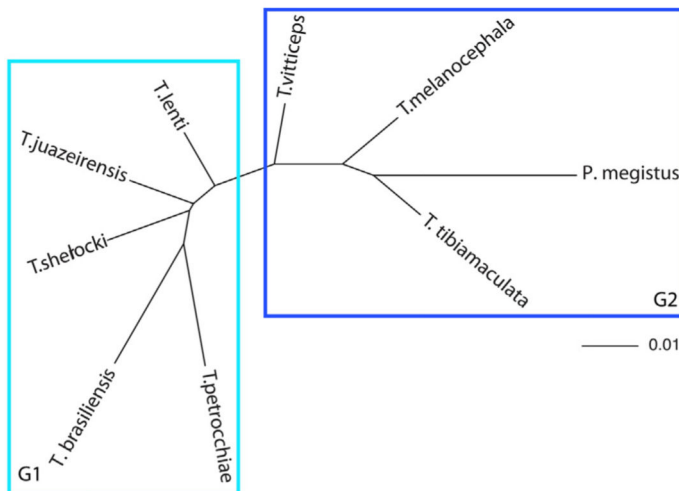 T.vitticeps
T.melanocephala
T.lenti
T.juazeirensis
P. megistus
T.sherlocki
T. tibiamaculata
G2
0.01
T. brasiliensis
T.petrocchiae
G1